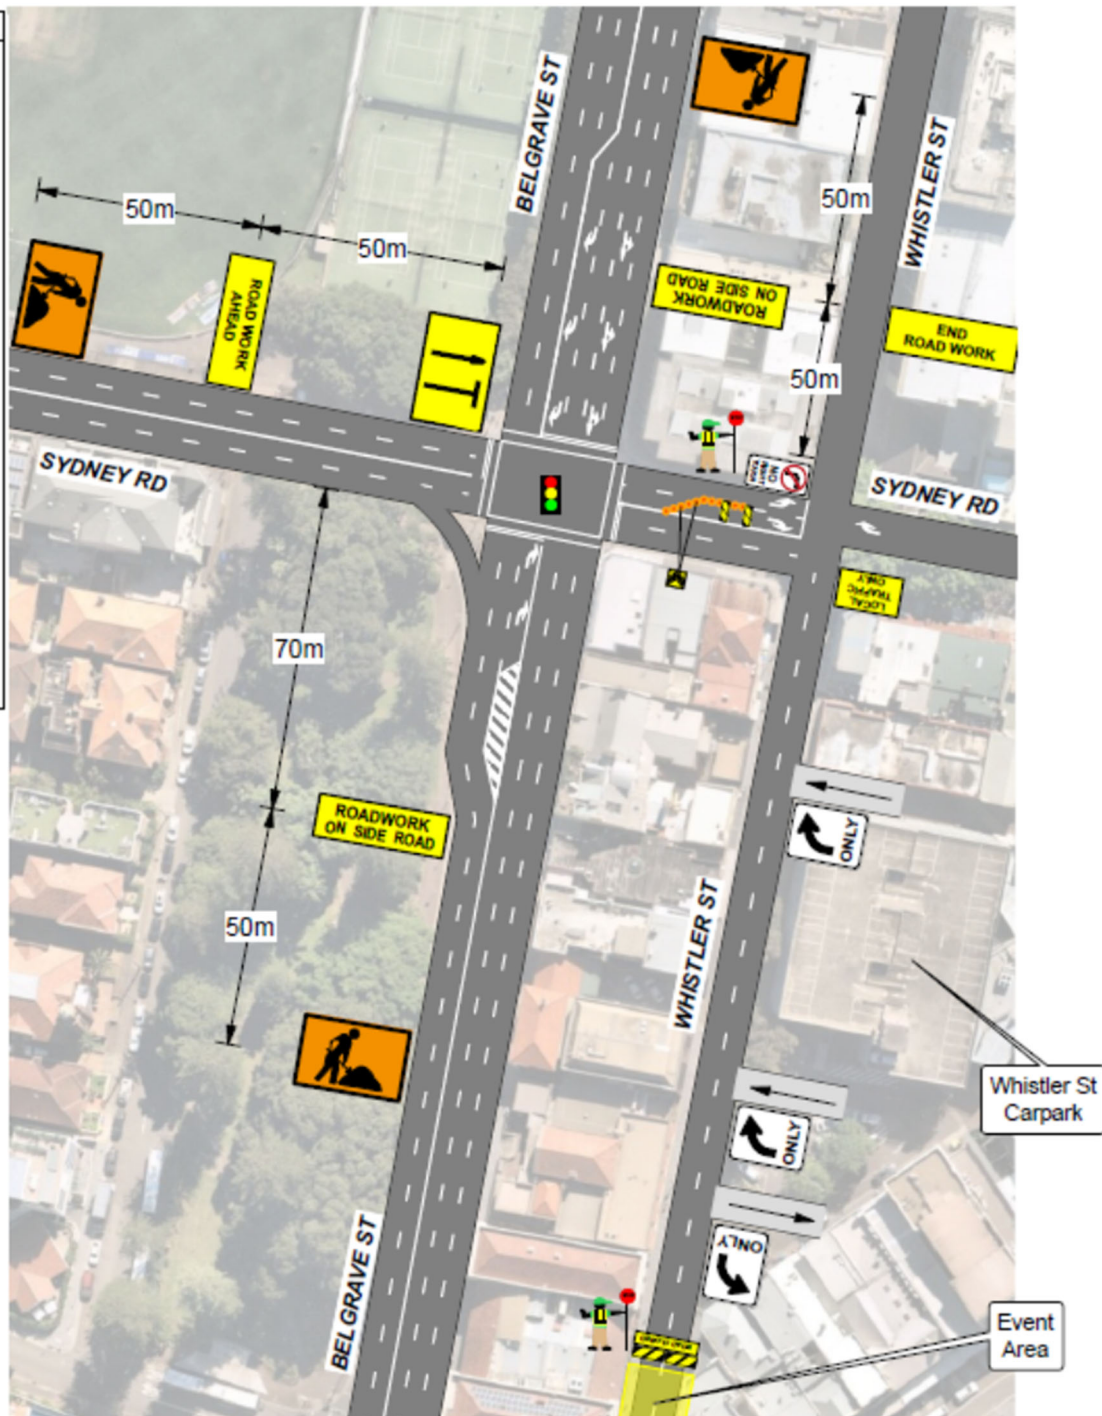 BELGRAVE ST
WHISTLER ST
50m
50m
50m
ROAD WORK
AHEAD
ROADWORK
ON SIDE ROAD
END
ROAD WORK
50m
SYDNEY RD
NO
SYDNEY RD
LOCAL
TRAFFIC
ONLY
70m
ROADWORK
ON SIDE ROAD
ONLY
50m
WHISTLER ST
Whistler St
Carpark
ONLY
ONLY
BELGRAVE ST
Event
Area